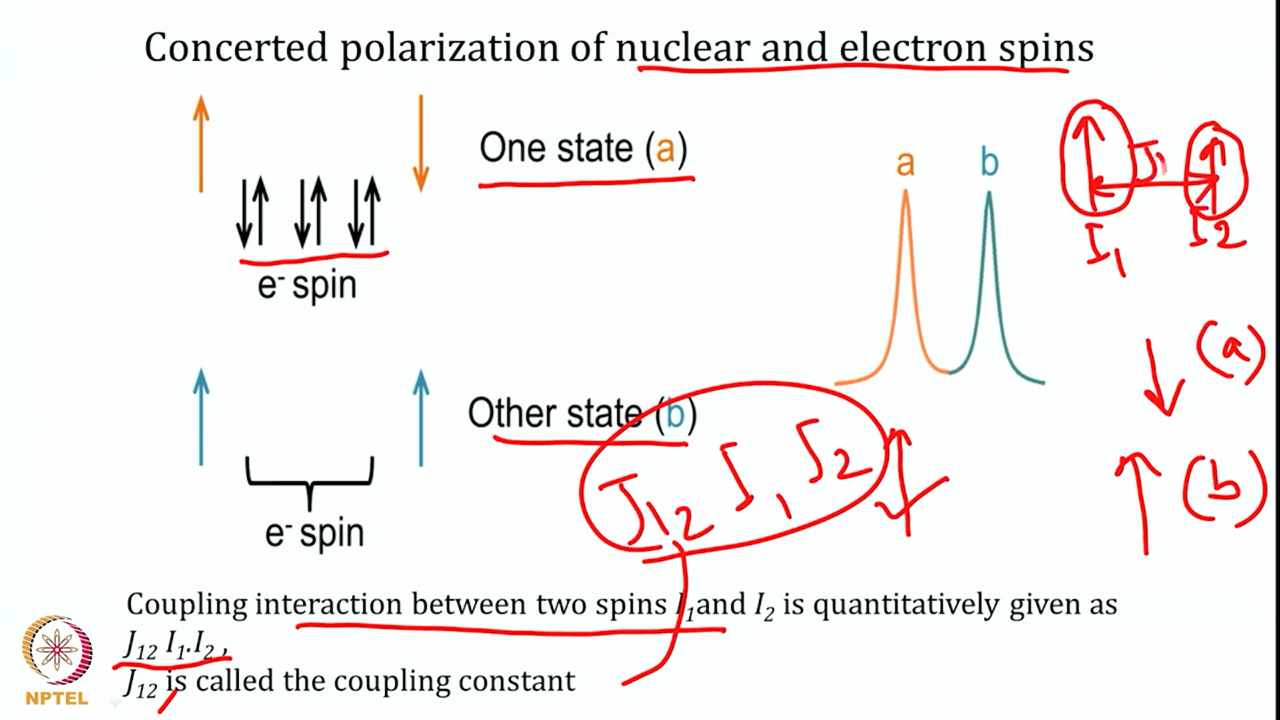 Concerted polarization of nuclear and electron spins
One state (a)
a b
J1
I1 I2
e- spin
(a)
Other state (b)
J12 I1 I2
(b)
e- spin
Coupling interaction between two spins I1 and I2 is quantitatively given as
J12 I1.I2 ,
J12 is called the coupling constant
NPTEL